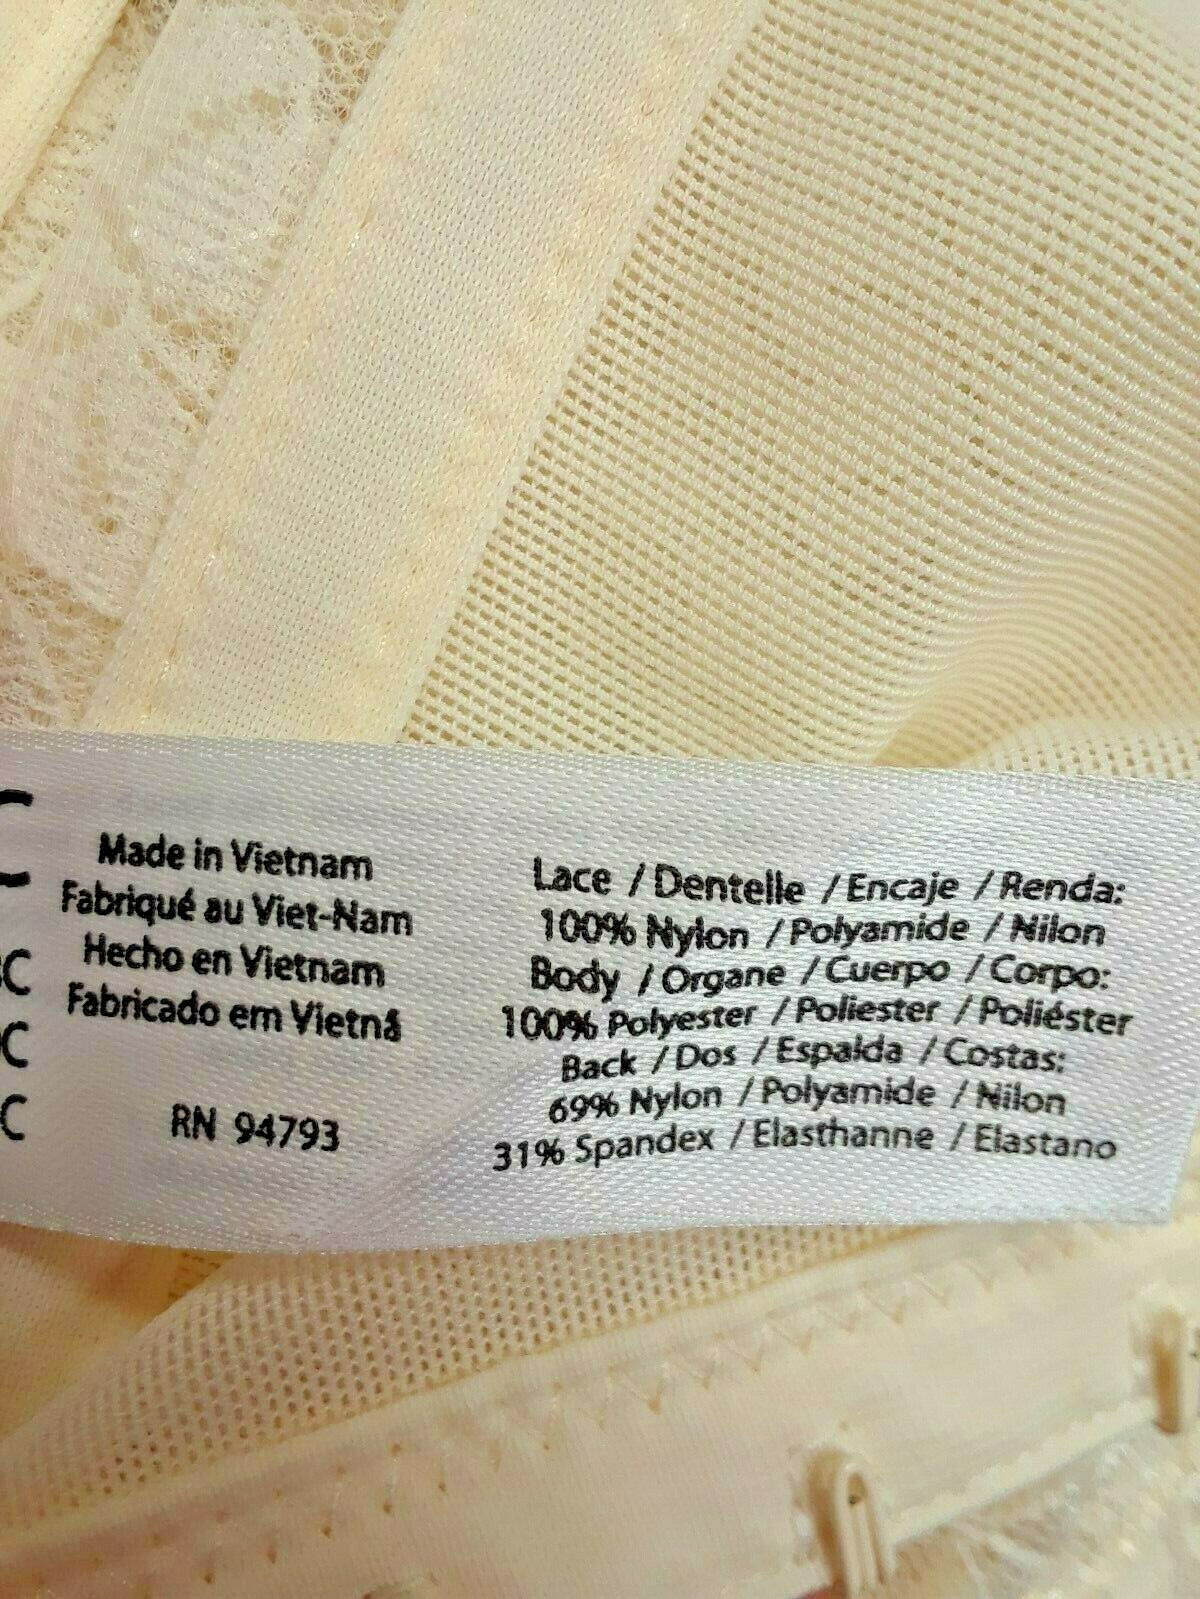 Made in Vietnam
Fabriqué au Viet-Nam
Hecho en Vietnam
Fabricado em Vietnã
RN 94793
Lace / Dentelle / Encaje / Renda:
100% Nylon / Polyamide / Nilon
Body / Organe / Cuerpo / Corpo:
100% Polyester / Poliester / Poliéster
Back / Dos / Espalda / Costas:
69% Nylon / Polyamide / Nilon
31% Spandex / Elasthanne / Elastano